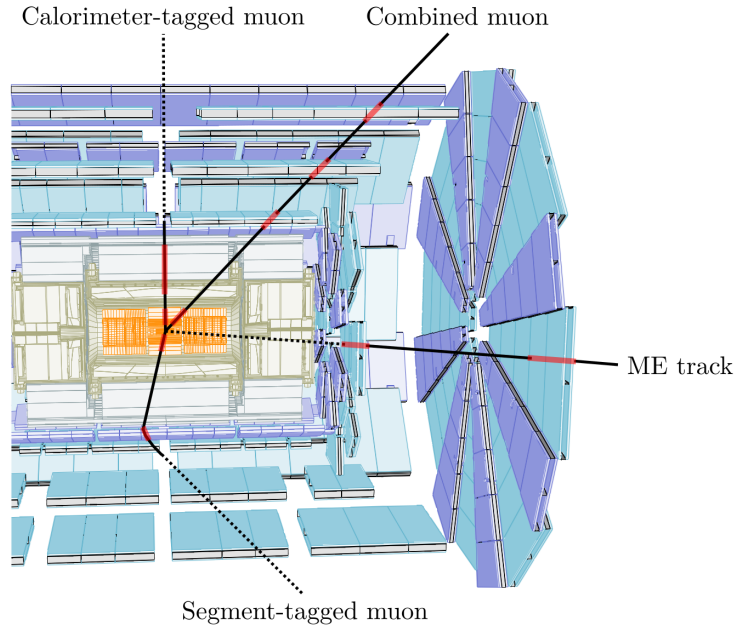 Calorimeter-tagged muon
Combined muon
ME track
Segment-tagged muon